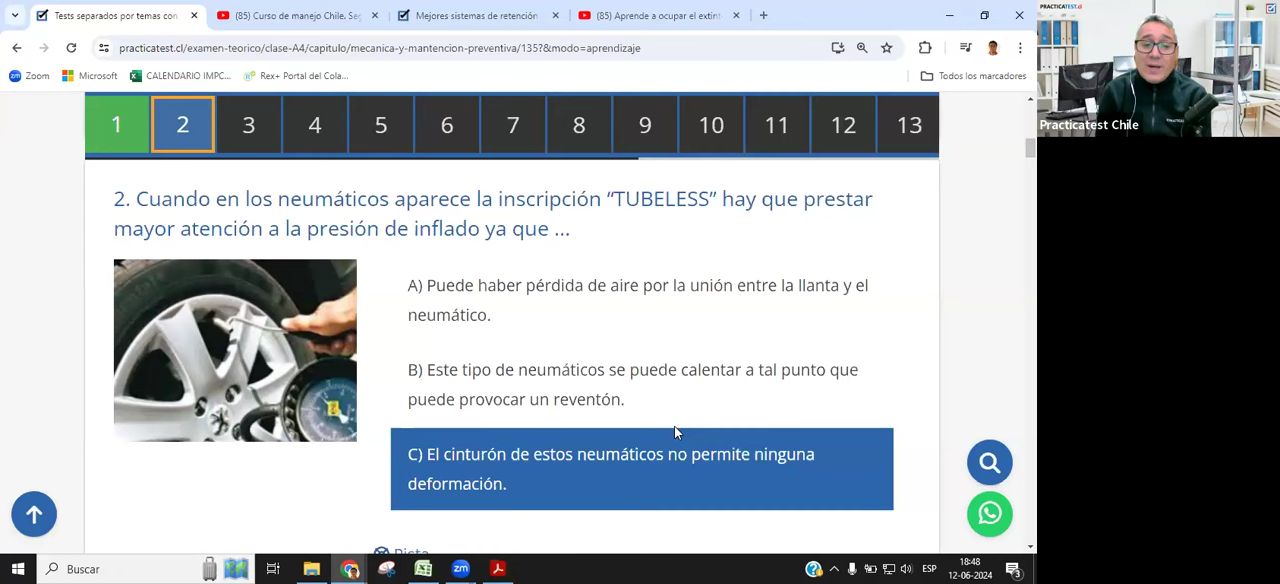 Tests separados por temas con
(85) Curso de manejo Chile: Seg
Mejores sistemas de retención
(85) Aprende a ocupar el extint
practicatest.cl/examen-teorico/clase-A4/capitulo/mecanica-y-mantencion-preventiva/135?&modo=aprendizaje
Zoom
Microsoft
CALENDARIO IMPC...
Rex+ Portal del Cola...
Todos los marcadores
PRACTICATEST.cl
Practicatest Chile
1 2 3 4 5 6 7 8 9 10 11 12 13
2. Cuando en los neumáticos aparece la inscripción “TUBELESS” hay que prestar
mayor atención a la presión de inflado ya que ...
A) Puede haber pérdida de aire por la unión entre la llanta y el
neumático.
B) Este tipo de neumáticos se puede calentar a tal punto que
puede provocar un reventón.
C) El cinturón de estos neumáticos no permite ninguna
deformación.
Pista
Buscar
ESP
18:48
12-06-2024
3